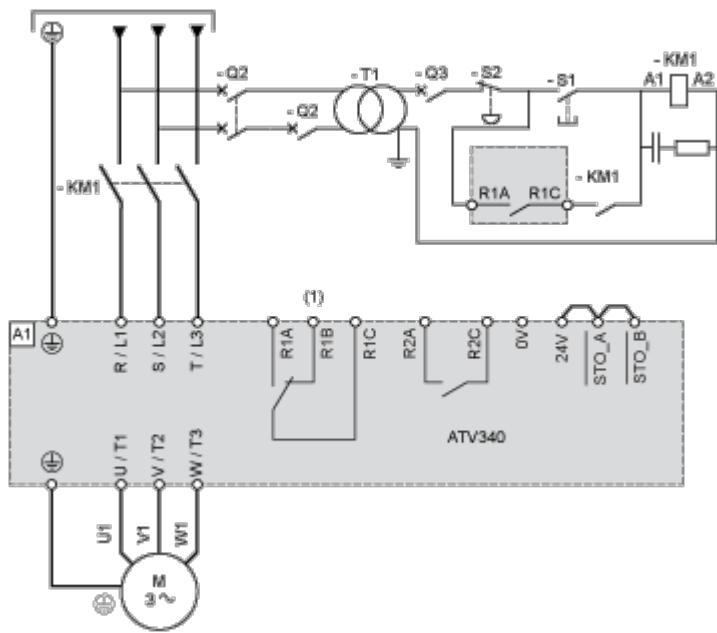 - Q2
- T1
- Q3
- S2
- S1
- KM1
A1 A2
- Q2
- KM1
R1A R1C
- KM1
(1)
A1
R / L1
S / L2
T / L3
R1A
R1B
R1C
R2A
R2C
0V
24V
STO_A
STO_B
ATV340
U / T1
V / T2
W / T3
U1
V1
W1
M
3 ~